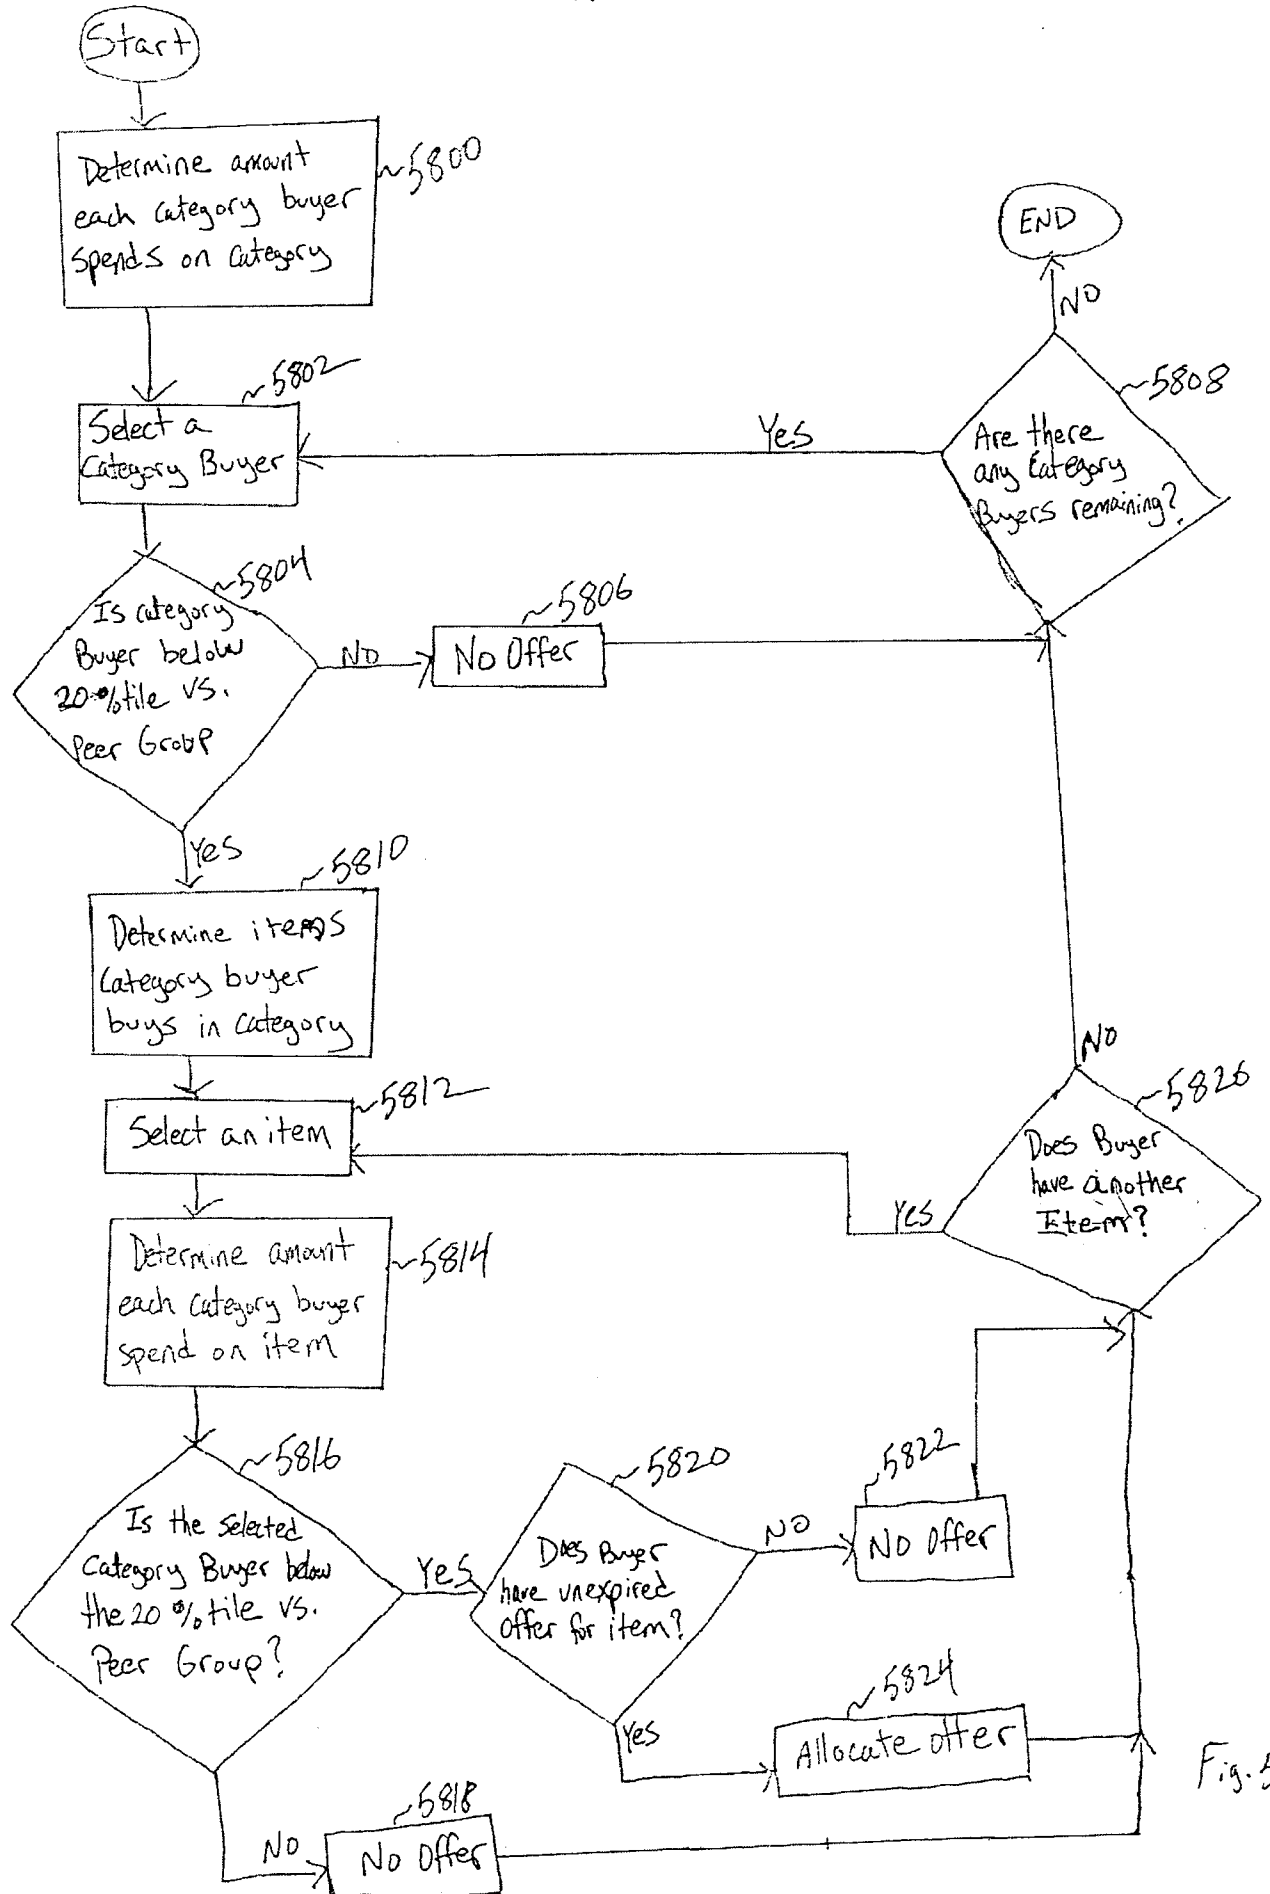 Start
Determine amount
each category buyer
spends on category
5800
5802
Select a
Category Buyer
5804
Is category
Buyer below
20 %tile vs.
Peer Group
No
5806
No Offer
Yes
END
NO
5808
Are there
any Category
Buyers remaining?
Yes
5810
Determine items
Category buyer
buys in category
5812
Select an item
5814
Determine amount
each category buyer
spend on item
5816
Is the selected
Category Buyer below
the 20 %tile vs.
Peer Group?
Yes
5820
Does Buyer
have unexpired
Offer for item?
NO
5822
No Offer
Yes
5824
Allocate offer
NO
5818
No Offer
NO
5826
Does Buyer
have another
Item?
Yes
Fig.